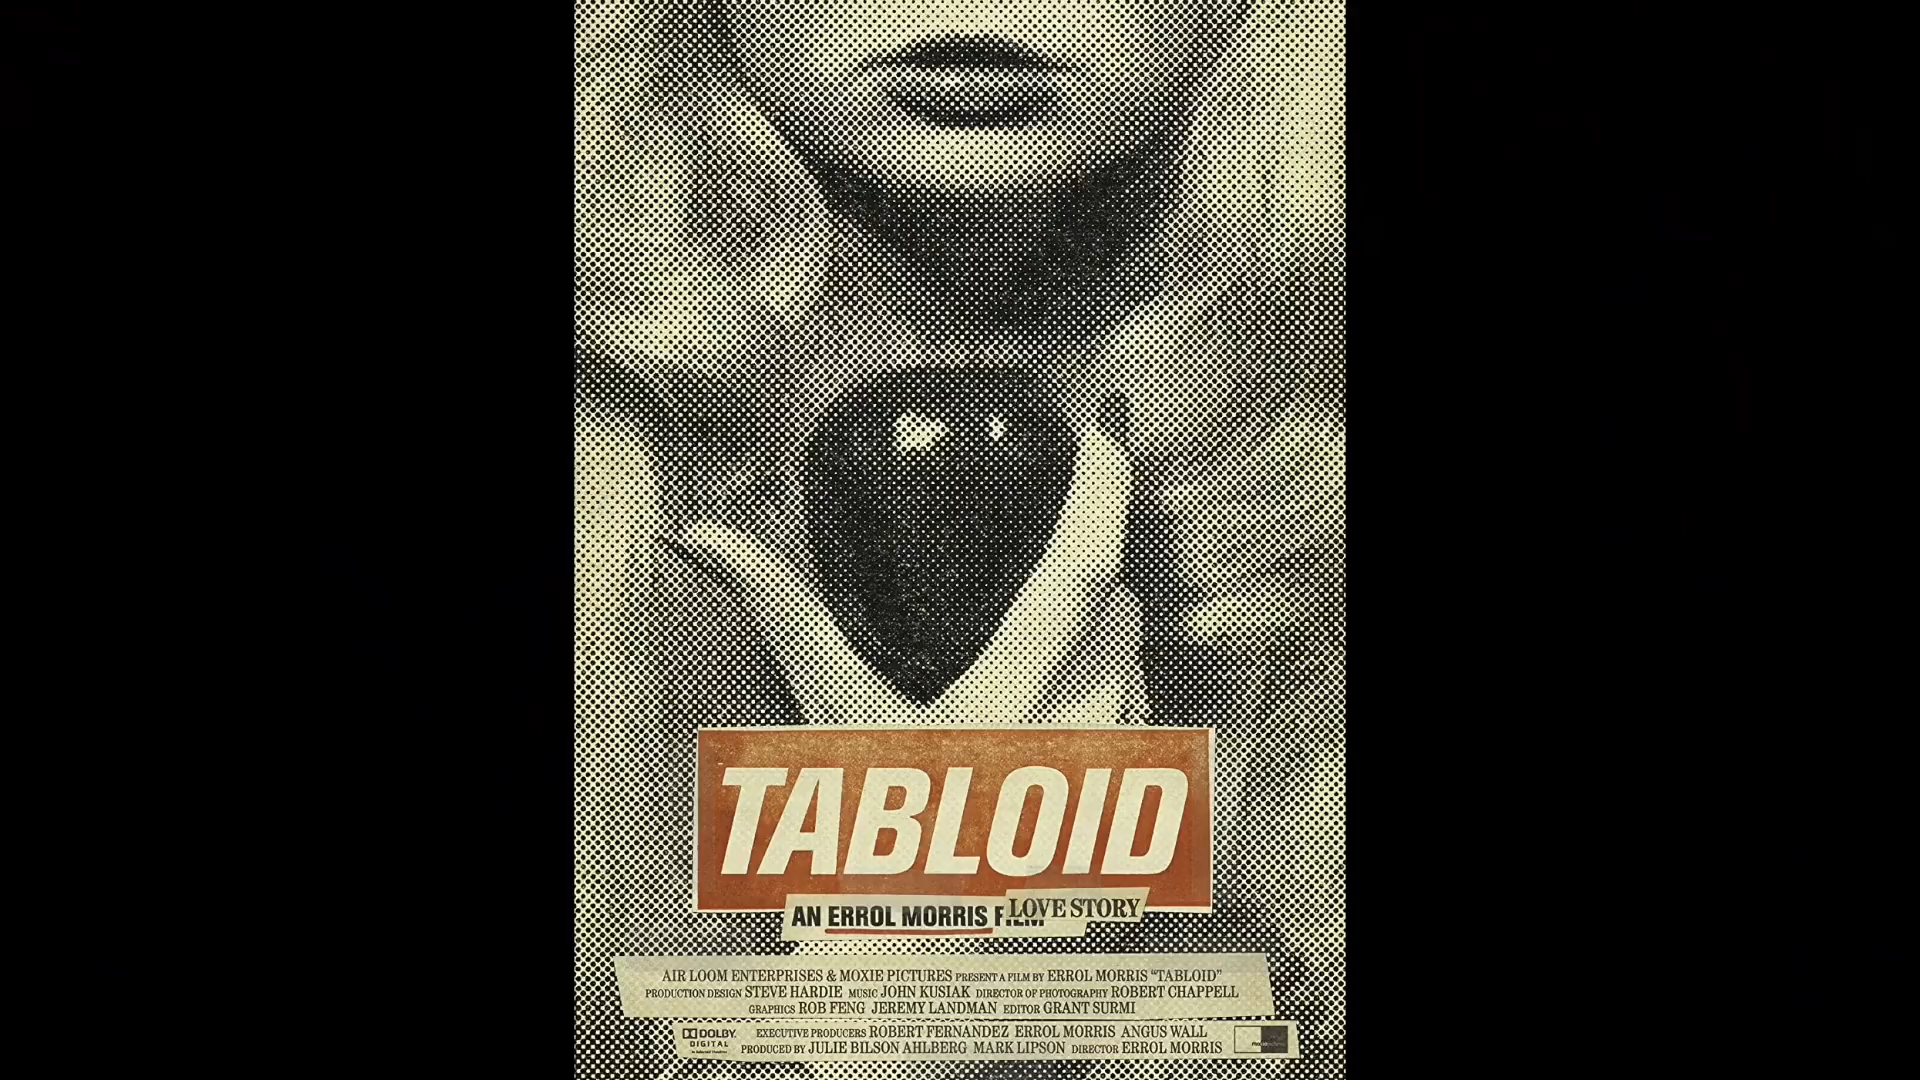 TABLOID
AN ERROL MORRIS FILM
LOVE STORY
AIR LOOM ENTERPRISES & MOXIE PICTURES PRESENT A FILM BY ERROL MORRIS “TABLOID”
PRODUCTION DESIGN STEVE HARDIE MUSIC JOHN KUSIAK DIRECTOR OF PHOTOGRAPHY ROBERT CHAPPELL
GRAPHICS ROB FENG JEREMY LANDMAN EDITOR GRANT SURMI
DOLBY
DIGITAL
EXECUTIVE PRODUCERS ROBERT FERNANDEZ ERROL MORRIS ANGUS WALL
PRODUCED BY JULIE BILSON AHLBERG MARK LIPSON DIRECTOR ERROL MORRIS